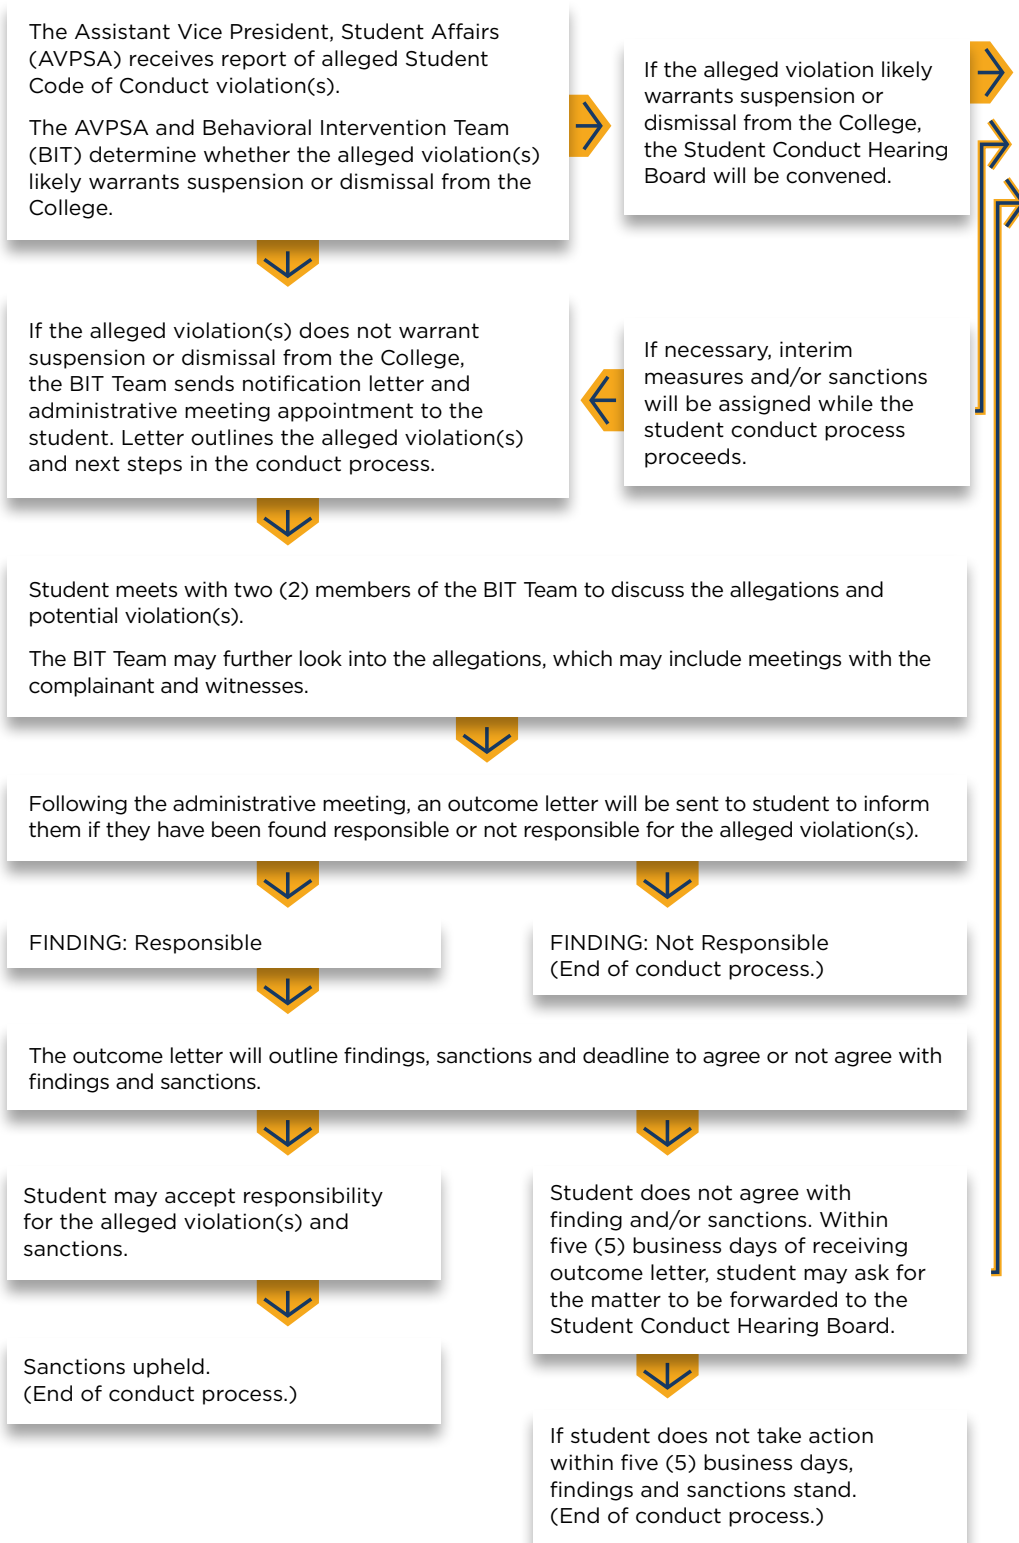 The Assistant Vice President, Student Affairs
(AVPSA) receives report of alleged Student
Code of Conduct violation(s).
The AVPSA and Behavioral Intervention Team
(BIT) determine whether the alleged violation(s)
likely warrants suspension or dismissal from the
College.
If the alleged violation likely
warrants suspension or
dismissal from the College,
the Student Conduct Hearing
Board will be convened.
If the alleged violation(s) does not warrant
suspension or dismissal from the College,
the BIT Team sends notification letter and
administrative meeting appointment to the
student. Letter outlines the alleged violation(s)
and next steps in the conduct process.
If necessary, interim
measures and/or sanctions
will be assigned while the
student conduct process
proceeds.
Student meets with two (2) members of the BIT Team to discuss the allegations and
potential violation(s).
The BIT Team may further look into the allegations, which may include meetings with the
complainant and witnesses.
Following the administrative meeting, an outcome letter will be sent to student to inform
them if they have been found responsible or not responsible for the alleged violation(s).
FINDING: Responsible
FINDING: Not Responsible
(End of conduct process.)
The outcome letter will outline findings, sanctions and deadline to agree or not agree with
findings and sanctions.
Student may accept responsibility
for the alleged violation(s) and
sanctions.
Student does not agree with
finding and/or sanctions. Within
five (5) business days of receiving
outcome letter, student may ask for
the matter to be forwarded to the
Student Conduct Hearing Board.
Sanctions upheld.
(End of conduct process.)
If student does not take action
within five (5) business days,
findings and sanctions stand.
(End of conduct process.)